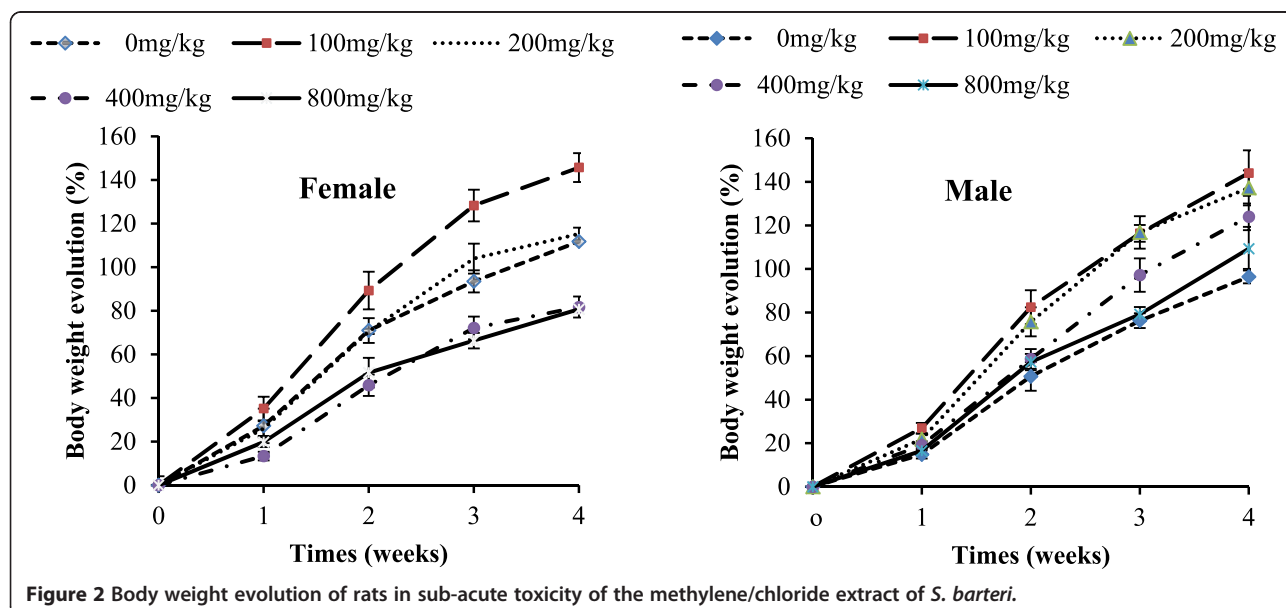 0mg/kg 100mg/kg 200mg/kg
400mg/kg 800mg/kg
Female
Body weight evolution (%)
160
140
120
100
80
60
40
20
0
0 1 2 3 4
Times (weeks)
0mg/kg 100mg/kg 200mg/kg
400mg/kg 800mg/kg
Male
Body weight evolution (%)
160
140
120
100
80
60
40
20
0
o 1 2 3 4
Times (weeks)
Figure 2 Body weight evolution of rats in sub-acute toxicity of the methylene/chloride extract of S. barteri.